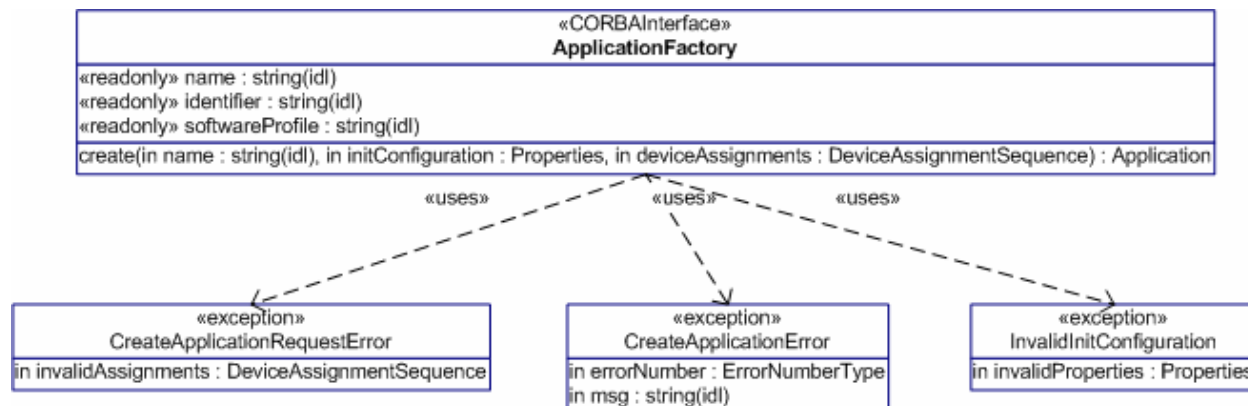 «CORBAInterface»
ApplicationFactory
«readonly» name : string(idl)
«readonly» identifier : string(idl)
«readonly» softwareProfile : string(idl)
create(in name : string(idl), in initConfiguration : Properties, in deviceAssignments : DeviceAssignmentSequence) : Application
«uses»
«uses»
«uses»
«exception»
CreateApplicationRequestError
in invalidAssignments : DeviceAssignmentSequence
«exception»
CreateApplicationError
in errorNumber : ErrorNumberType
in msg : string(idl)
«exception»
InvalidInitConfiguration
in invalidProperties : Properties